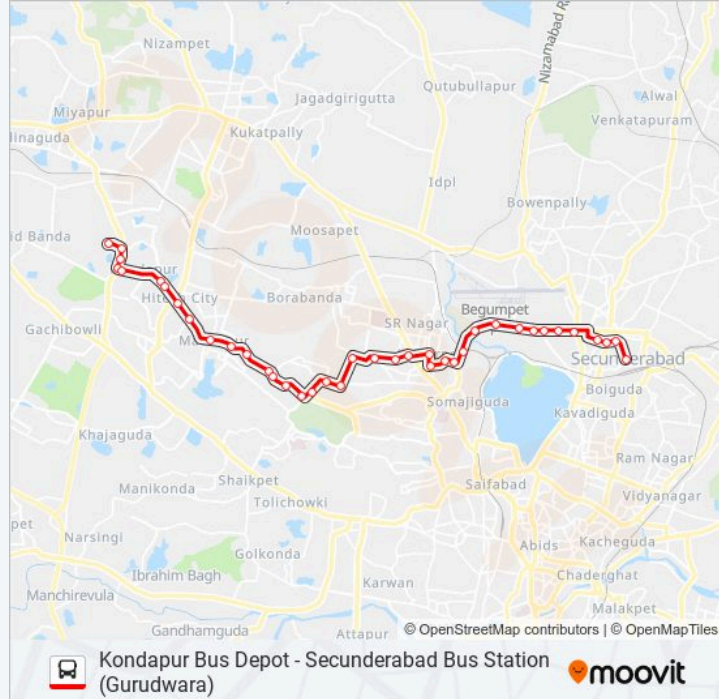 Nizampet
Nizamabad R
Qutubullapur
Alwal
Jagadgirigutta
Miyapur
Venkatapuram
Kukatpally
linaguda
Idpl
Bowenpally
Moosapet
id Banda
Hitech City
Borabanda
Begumpet
SR Nagar
Gachibowli
Secunderabad
Boiguda
Somajiguda
Kavadiguda
Khajaguda
Ram Nagar
Shaikpet
Saifabad
Manikonda
Vidyanagar
Tolichowki
pet
Narsingi
Abids
Kacheguda
Golkonda
Ibrahim Bagh
Karwan
Chaderghat
Manchirevula
Malakpet
Gandhamguda
Attapur
© OpenStreetMap contributors | © OpenMapTiles
Kondapur Bus Depot - Secunderabad Bus Station
(Gurudwara)
moovit